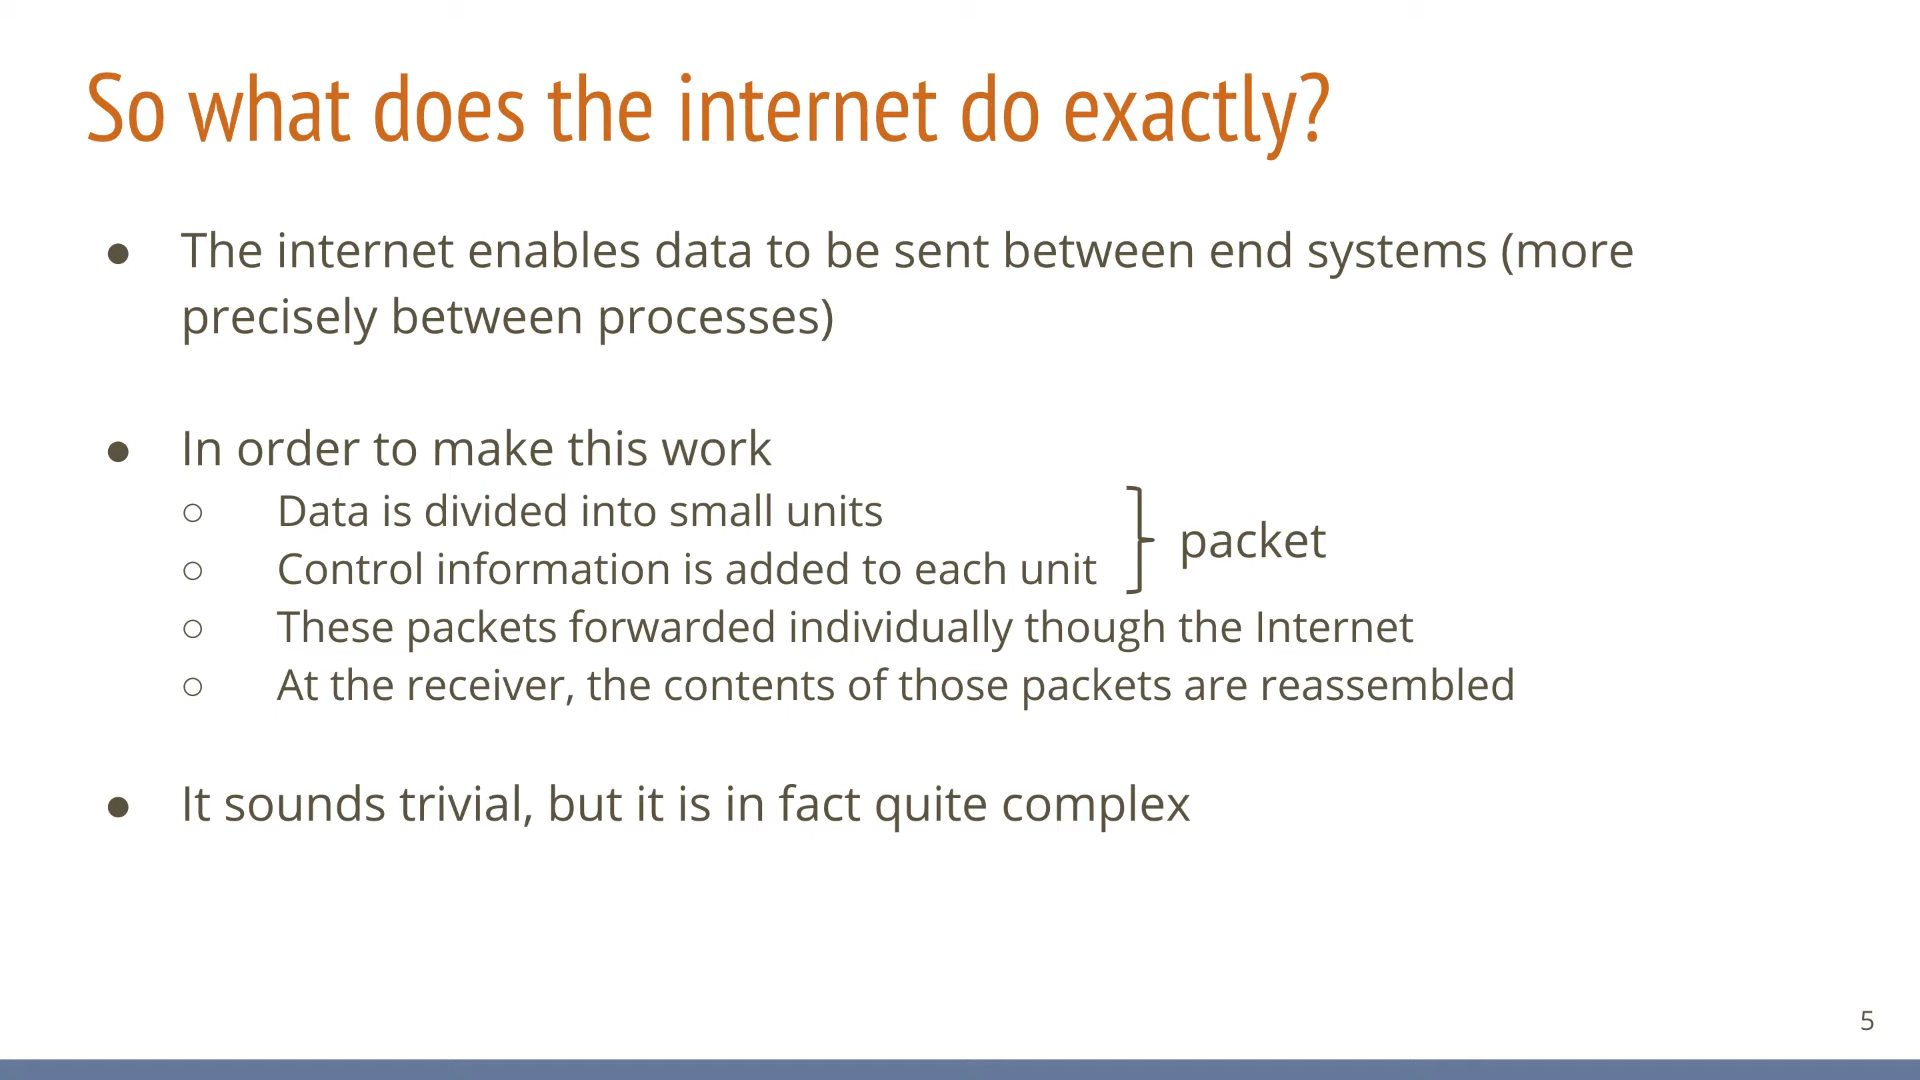 So what does the internet do exactly?
● The internet enables data to be sent between end systems (more
precisely between processes)
● In order to make this work
○ Data is divided into small units
○ Control information is added to each unit
packet
○ These packets forwarded individually though the Internet
○ At the receiver, the contents of those packets are reassembled
● It sounds trivial, but it is in fact quite complex
5